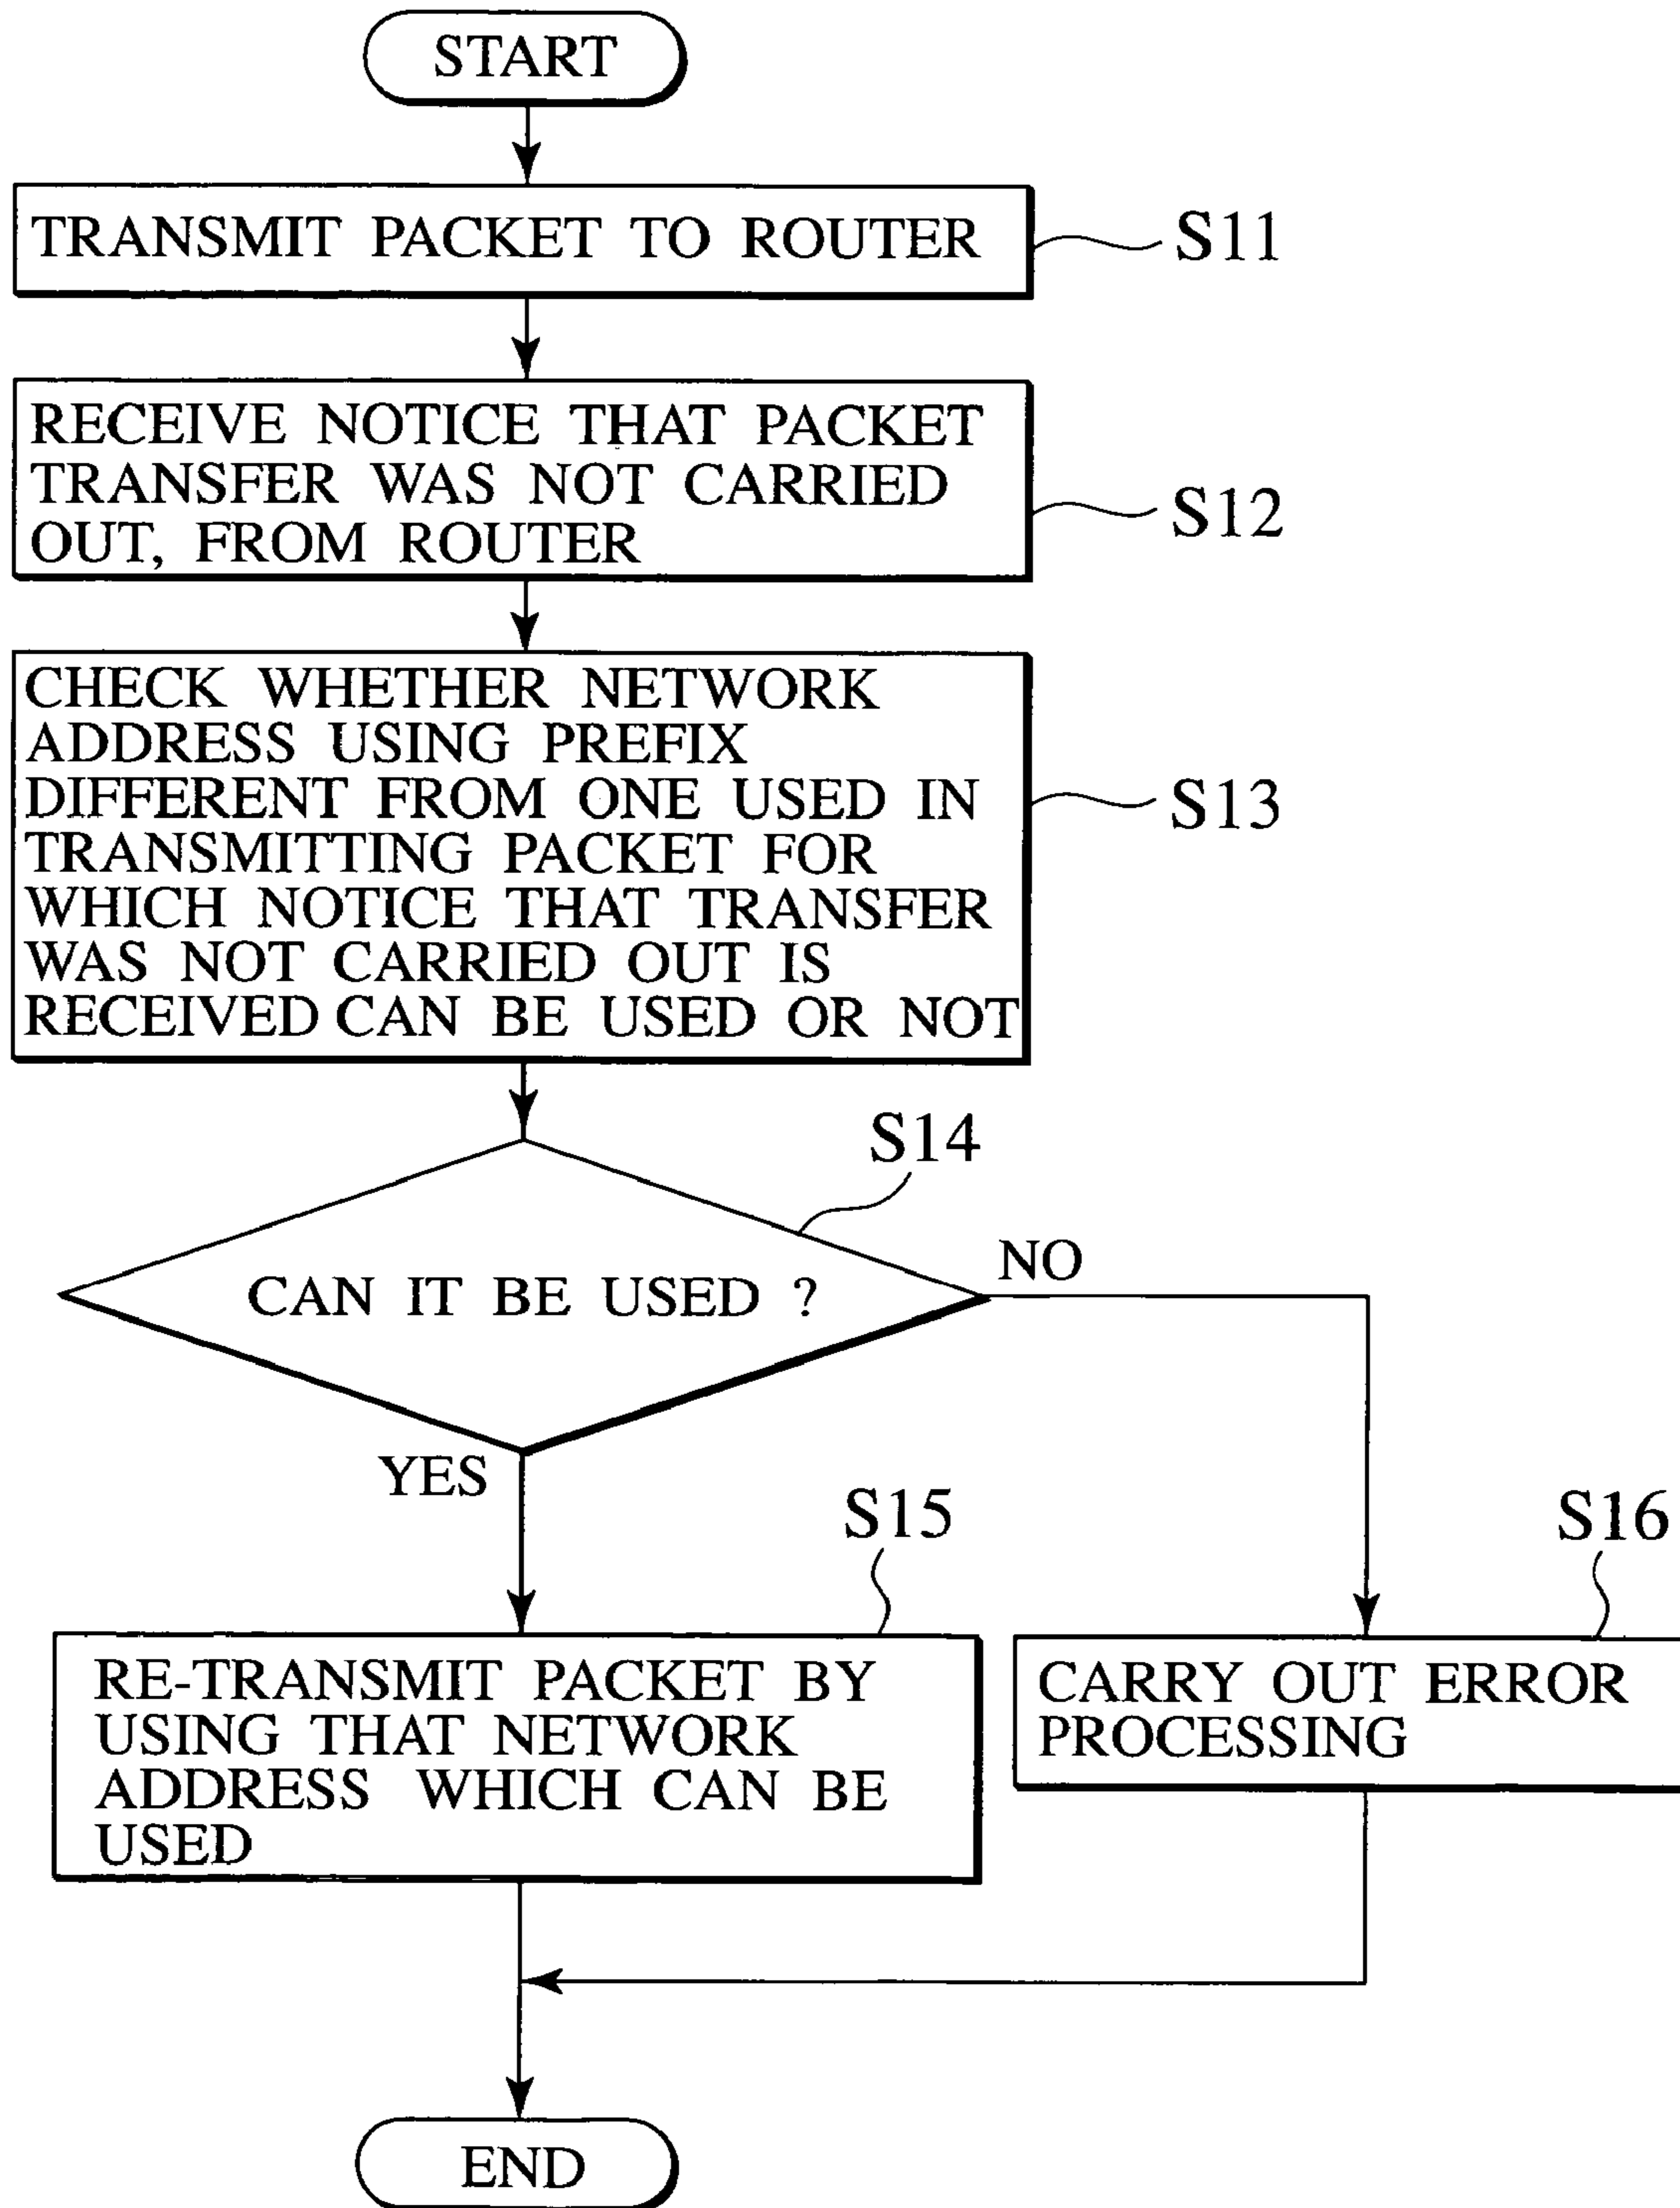 START
TRANSMIT PACKET TO ROUTER
S11
RECEIVE NOTICE THAT PACKET
TRANSFER WAS NOT CARRIED
OUT, FROM ROUTER
S12
CHECK WHETHER NETWORK
ADDRESS USING PREFIX
DIFFERENT FROM ONE USED IN
TRANSMITTING PACKET FOR
WHICH NOTICE THAT TRANSFER
WAS NOT CARRIED OUT IS
RECEIVED CAN BE USED OR NOT
S13
S14
CAN IT BE USED ?
NO
YES
S15
RE-TRANSMIT PACKET BY
USING THAT NETWORK
ADDRESS WHICH CAN BE
USED
S16
CARRY OUT ERROR
PROCESSING
END